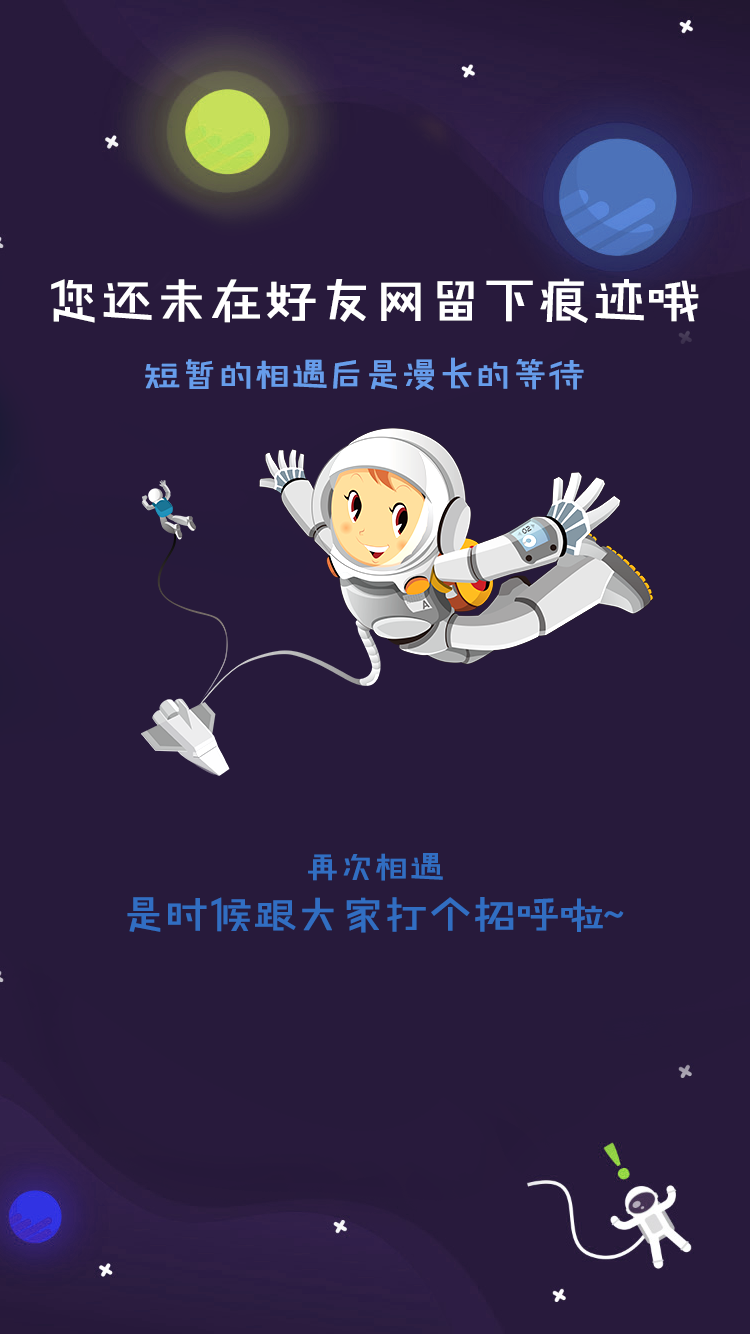 您还未在好友网留下痕迹哦
短暂的相遇后是漫长的等待
02
A
再次相遇
是时候跟大家打个招呼啦~